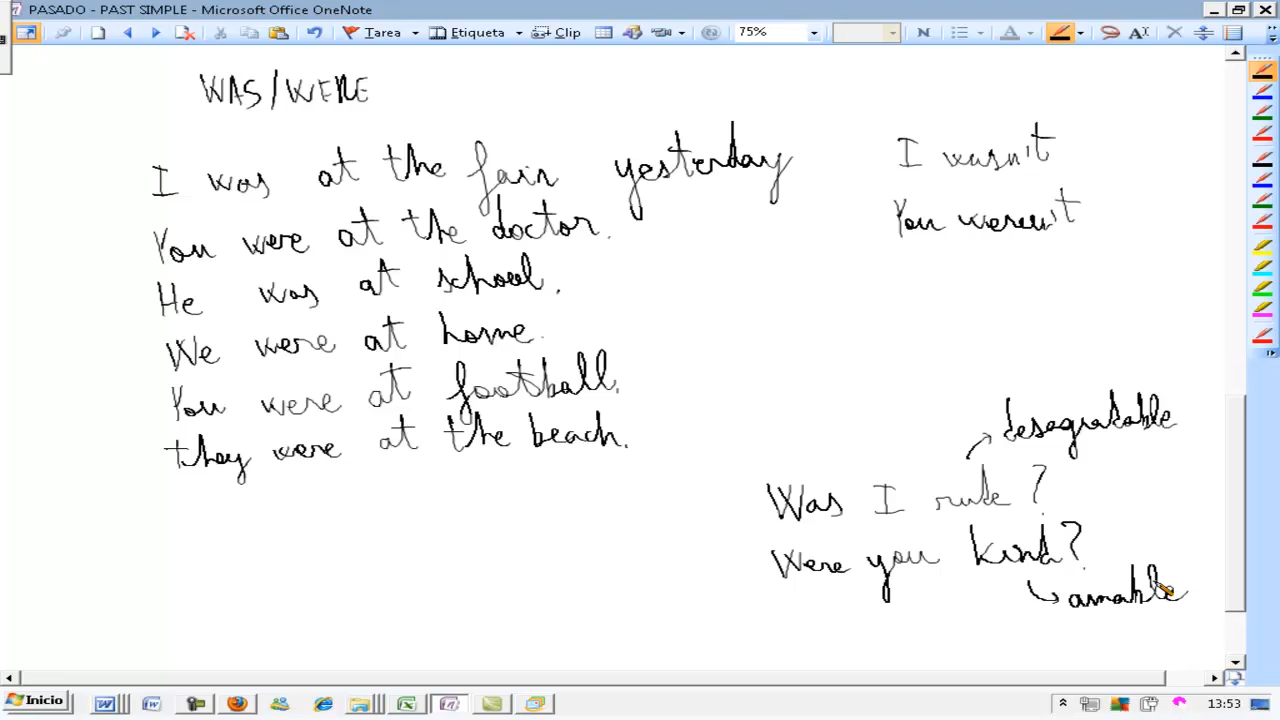 PASADO - PAST SIMPLE - Microsoft Office OneNote
Tarea Etiqueta Clip 75% N A
WAS/WERE
I was at the fair yesterday
You were at the doctor.
He was at school.
We were at home.
You were at football.
they were at the beach.
I wasn't
You weren't
desagradable
Was I rude?
Were you kind?
amable
Inicio 13:53